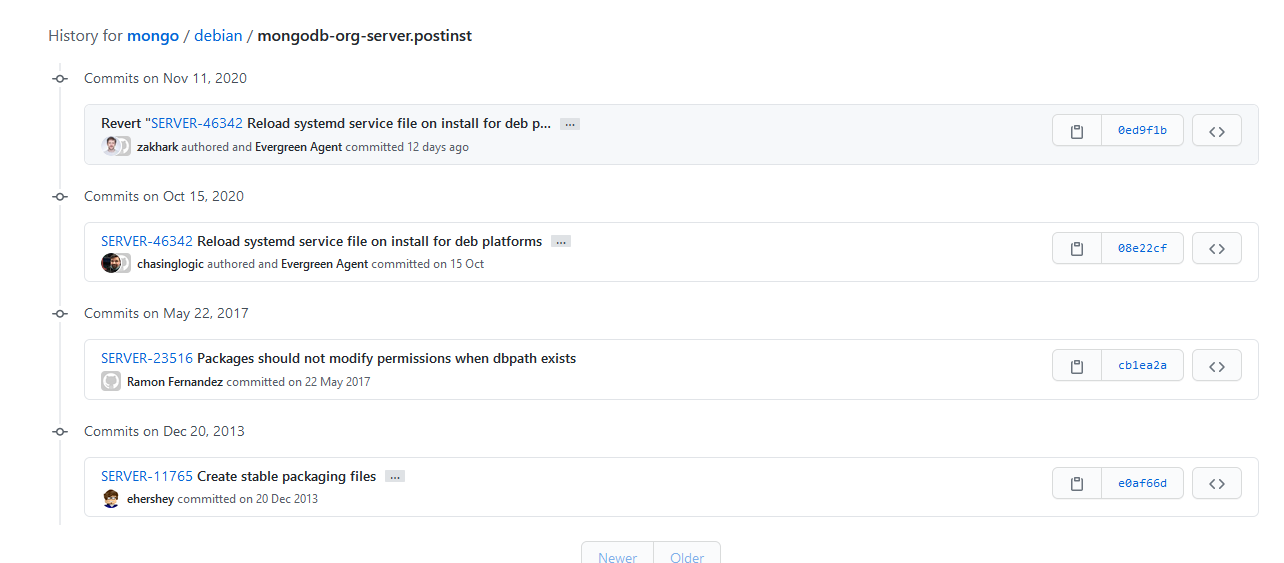 History for mongo / debian / mongodb-org-server.postinst
Commits on Nov 11, 2020
Revert "SERVER-46342 Reload systemd service file on install for deb p... …
0ed9f1b
zakhark authored and Evergreen Agent committed 12 days ago
Commits on Oct 15, 2020
SERVER-46342 Reload systemd service file on install for deb platforms …
08e22cf
chasinglogic authored and Evergreen Agent committed on 15 Oct
Commits on May 22, 2017
SERVER-23516 Packages should not modify permissions when dbpath exists
cb1ea2a
Ramon Fernandez committed on 22 May 2017
Commits on Dec 20, 2013
SERVER-11765 Create stable packaging files …
e0af66d
ehershey committed on 20 Dec 2013
Newer Older